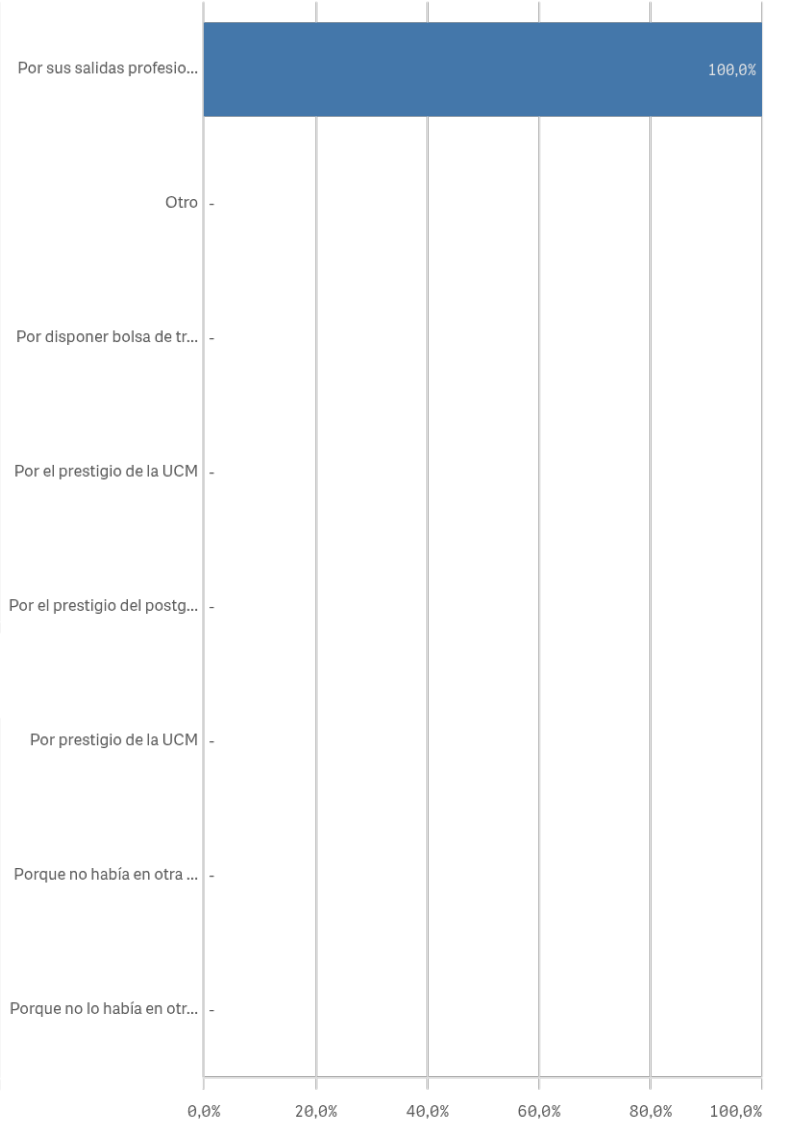 Por sus salidas profesio...
100,0%
Otro
-
Por disponer bolsa de tr...
-
Por el prestigio de la UCM
-
Por el prestigio del postg...
-
Por prestigio de la UCM
-
Porque no había en otra ...
-
Porque no lo había en otr...
-
0,0% 20,0% 40,0% 60,0% 80,0% 100,0%